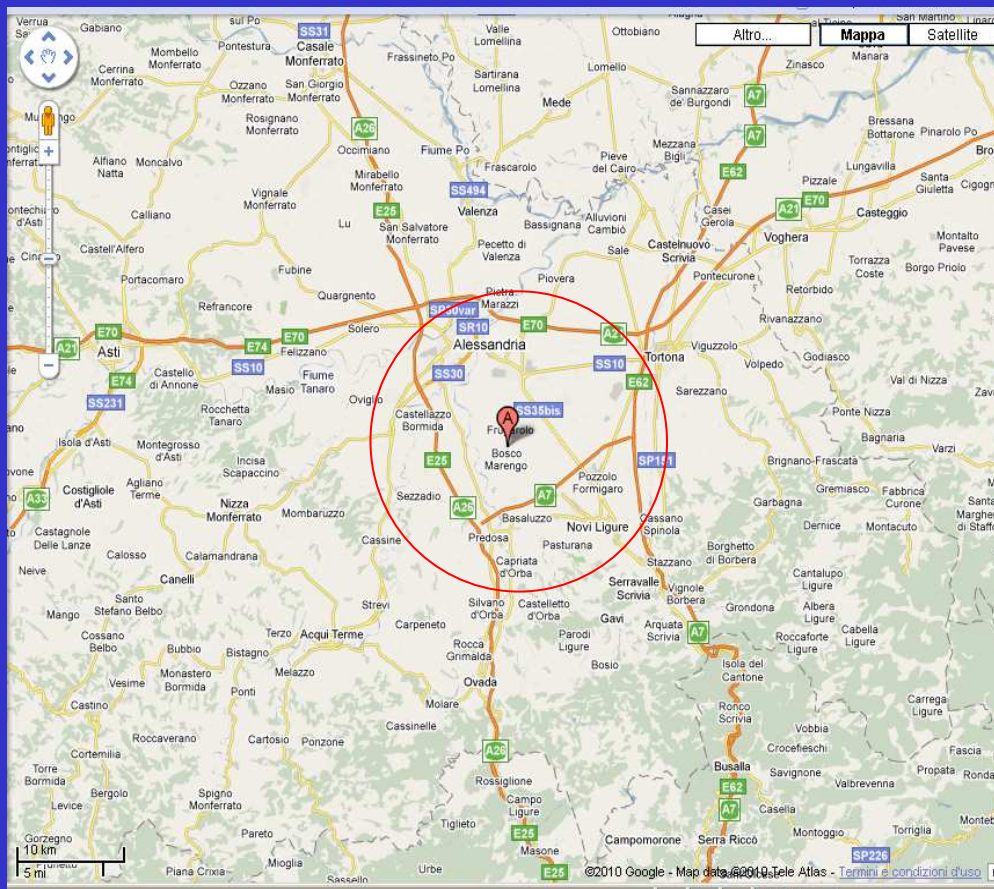 Verrua
Gabiano
sul Po
Pontestura
SS31
Casale
Monferrato
Valle
Lomellina
Ottobiano
San Martino
Altro...
Mappa
Satellite
Mombello
Monferrato
Frassineto Po
Sartirana
Lomellina
Lomello
Zinasco
Cerrina
Monferrato
Ozzano
Monferrato
San Giorgio
Monferrato
Mede
Sannazzaro
de' Burgondi
A7
Rosignano
Monferrato
A26
Occimiano
Fiume Po
Mezzana
Bigli
A7
Bressana
Bottarone
Pinarolo Po
Alfiano
Natta
Moncalvo
Mirabello
Monferrato
Frascarolo
Pieve
del Cairo
E62
Lungavilla
Pizzale
Santa
Giuletta
Vignale
Monferrato
SS494
Valenza
E70
A21
Casteggio
Calliano
Lu
E25
San Salvatore
Monferrato
Bassignana
Alluvioni
Cambiò
Casei
Gerola
Voghera
Castell'Alfero
Pecetto di
Valenza
Sale
Castelnuovo
Scrivia
Montalto
Pavese
Portacomaro
Fubine
Piovera
Pontecurone
Torrazza
Coste
Borgo Priolo
Refrancore
Quargnento
Pietra
Marazzi
Retorbido
SP30var
Solero
SR10
E70
A21
Rivanazzano
E70
Asti
A21
E70
E74
Felizzano
Alessandria
Viguzzolo
Godiasco
SS10
Tortona
SS10
Castello
di Annone
Fiume
Tanaro
SS30
Volpedo
E74
Masio
Oviglio
E62
Sarezzano
Val di Nizza
SS231
Rocchetta
Tanaro
Castellazzo
Bormida
SS35bis
A
Ponte Nizza
Isola d'Asti
Montegrosso
d'Asti
Bosco
Marengo
Bagnaria
Varzi
Incisa
Scapaccino
E25
SP151
Brignano-Frascata
Agliano
Terme
Pozzolo
Formigaro
Gremiasco
Fabbrica
Curone
A33
Costigliole
d'Asti
Nizza
Monferrato
Sezzadio
A7
Garbagna
A26
Mombaruzzo
Basaluzzo
Novi Ligure
Cassano
Spinola
Dernice
Montacuto
Castagnole
Delle Lanze
Cassine
Predosa
Pasturana
Calosso
Calamandrana
Borghetto
di Borbera
Neive
Canelli
Capriata
d'Orba
Stazzano
Cantalupo
Ligure
Serravalle
Scrivia
Vignole
Borbera
Santo
Stefano Belbo
Strevi
Silvano
d'Orba
Castelletto
d'Orba
Grondona
Albera
Ligure
Mango
Carpeneto
Gavi
Arquata
Scrivia
A7
Cabella
Ligure
Cossano
Belbo
Terzo
Acqui Terme
Parodi
Ligure
Roccaforte
Ligure
Bubbio
Bistagno
Rocca
Grimalda
Bosio
Isola del
Cantone
Monastero
Bormida
Melazzo
Vesime
Ponti
Ovada
Carrega
Ligure
Castino
Molare
Ronco
Scrivia
Cassinelle
Vobbia
Roccaverano
Cartosio
Ponzone
Crocefieschi
Cortemilia
A26
Fascia
Busalla
Savignone
Propata
Torre
Bormida
Rossiglione
E62
Valbrevenna
Bergolo
Spigno
Monferrato
Campo
Ligure
A7
Casella
Levice
Tiglieto
Montoggio
Torriglia
Gorzegno
Pareto
E25
Masone
Campomorone
Serra Riccò
10 km
5 mi
Mioglia
SP226
Piana Crixia
Urbe
E25
©2010 Google - Map data ©2010 Tele Atlas - Termini e condizioni d'uso